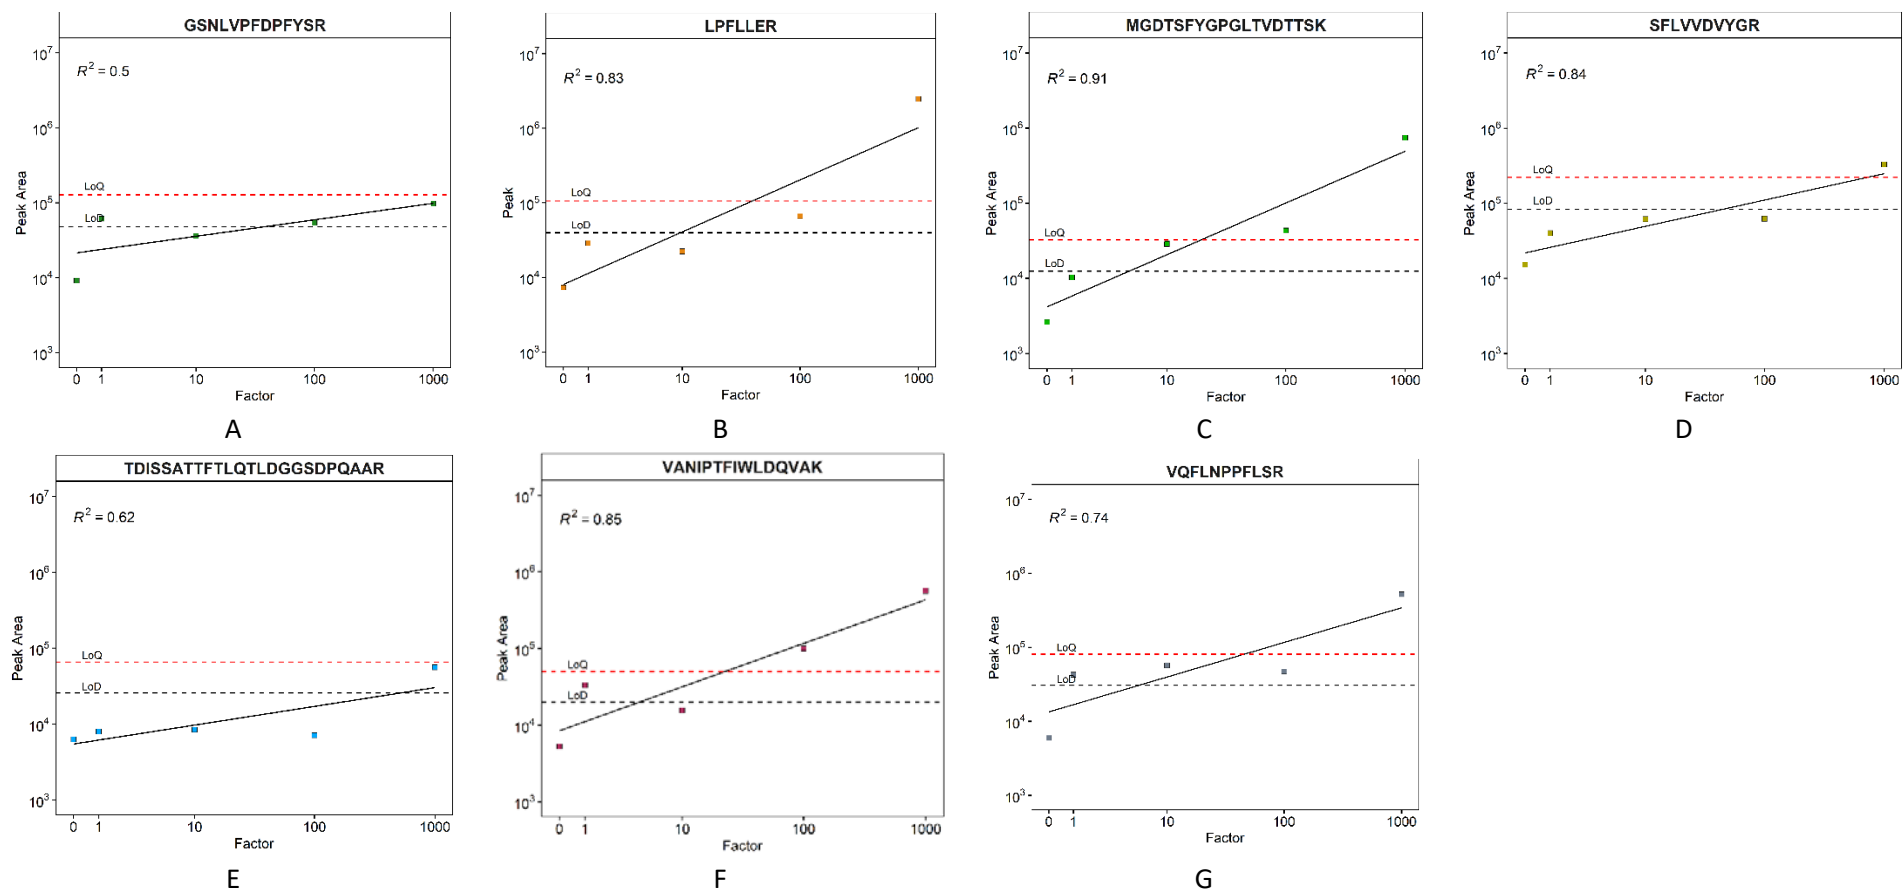 GSNLVPFDPFYSR
R² = 0.5
10⁷
10⁶
10⁵
10⁴
10³
Peak Area
LoQ
LoD
0 1 10 100 1000
Factor
A
LPFLLER
R² = 0.83
10⁷
10⁶
10⁵
10⁴
10³
Peak
LoQ
LoD
0 1 10 100 1000
Factor
B
MGDTSFYGPGLTVDTTSK
R² = 0.91
10⁷
10⁶
10⁵
10⁴
10³
Peak Area
LoQ
LoD
0 1 10 100 1000
Factor
C
SFLVVDVYGR
R² = 0.84
10⁷
10⁶
10⁵
10⁴
10³
Peak Area
LoQ
LoD
0 1 10 100 1000
Factor
D
TDISSATTFTLQTLDGGSDPQAAR
R² = 0.62
10⁷
10⁶
10⁵
10⁴
10³
Peak Area
LoQ
LoD
0 1 10 100 1000
Factor
E
VANIPTFIWLDQVAK
R² = 0.85
10⁷
10⁶
10⁵
10⁴
10³
Peak Area
LoQ
LoD
0 1 10 100 1000
Factor
F
VQFLNPPFLSR
R² = 0.74
10⁷
10⁶
10⁵
10⁴
10³
Peak Area
LoQ
LoD
0 1 10 100 1000
Factor
G